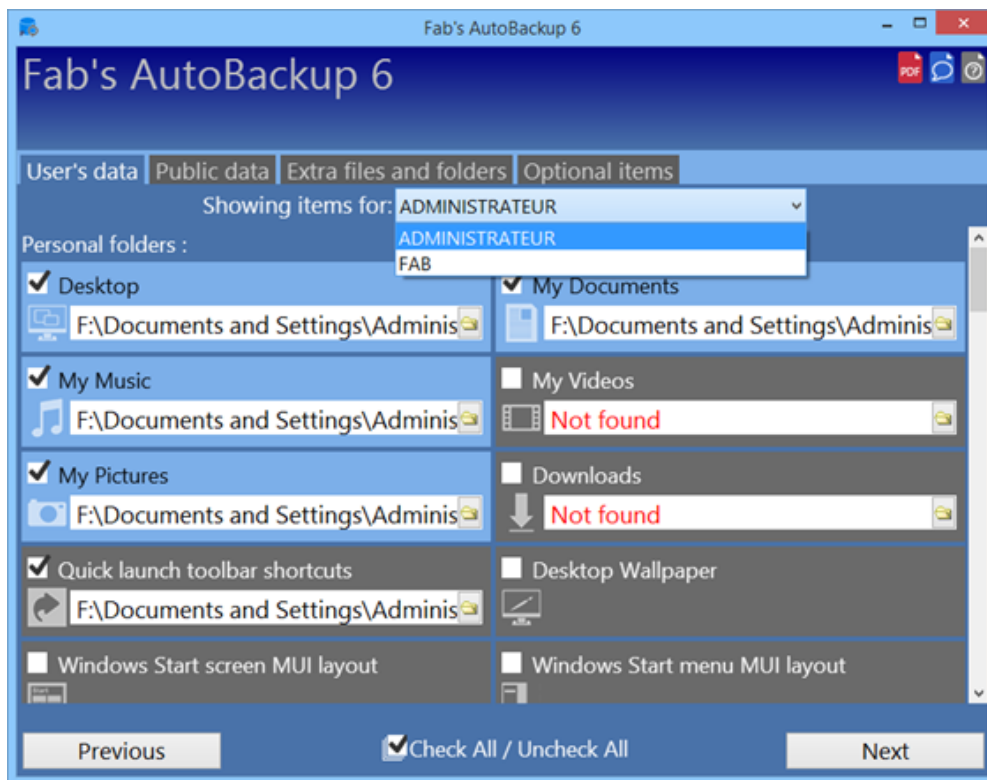 Fab's AutoBackup 6
Fab's AutoBackup 6
PDF
User's data Public data Extra files and folders Optional items
Showing items for: ADMINISTRATEUR
ADMINISTRATEUR
FAB
Personal folders :
Desktop
F:\Documents and Settings\Adminis
My Documents
F:\Documents and Settings\Adminis
My Music
F:\Documents and Settings\Adminis
My Videos
Not found
My Pictures
F:\Documents and Settings\Adminis
Downloads
Not found
Quick launch toolbar shortcuts
F:\Documents and Settings\Adminis
Desktop Wallpaper
Windows Start screen MUI layout
Start
Windows Start menu MUI layout
Previous
Check All / Uncheck All
Next